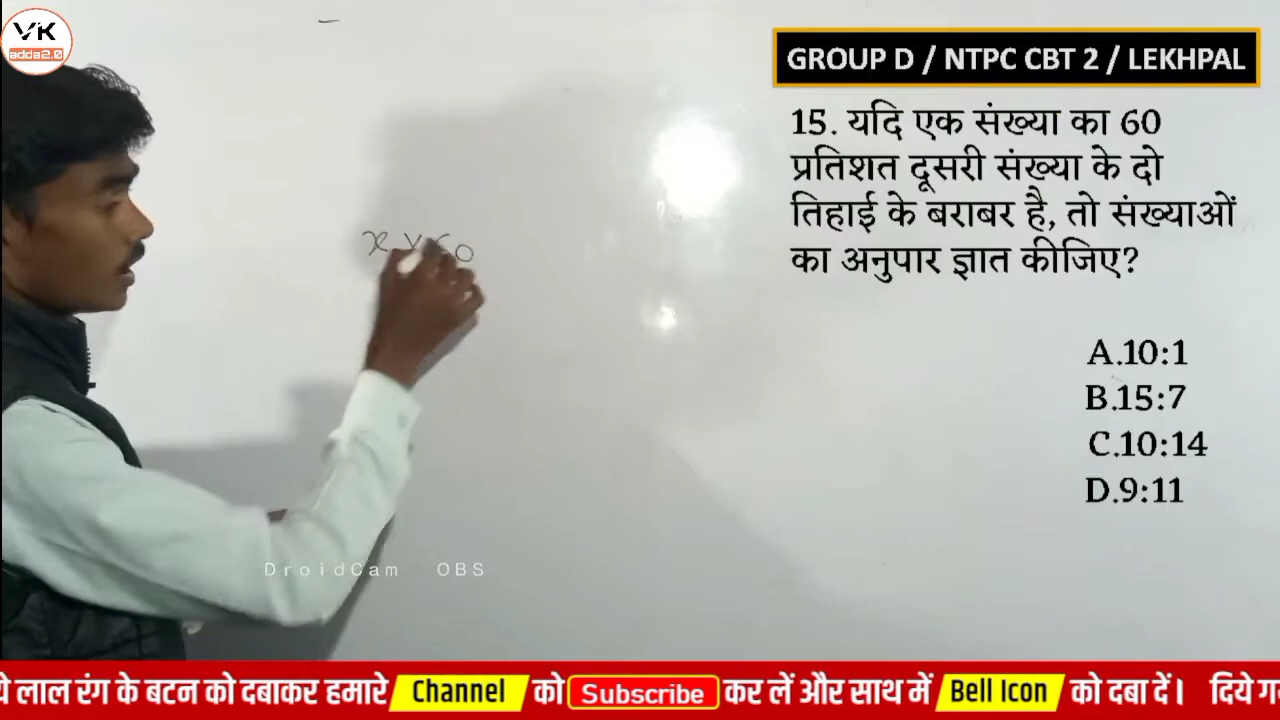 VK
adda2.0
GROUP D / NTPC CBT 2 / LEKHPAL
15. यदि एक संख्या का 60
प्रतिशत दूसरी संख्या के दो
तिहाई के बराबर है, तो संख्याओं
का अनुपार ज्ञात कीजिए?
A.10:1
B.15:7
C.10:14
D.9:11
x × 60
DroidCam OBS
ये लाल रंग के बटन को दबाकर हमारे Channel को Subscribe कर लें और साथ में Bell Icon को दबा दें। दिये